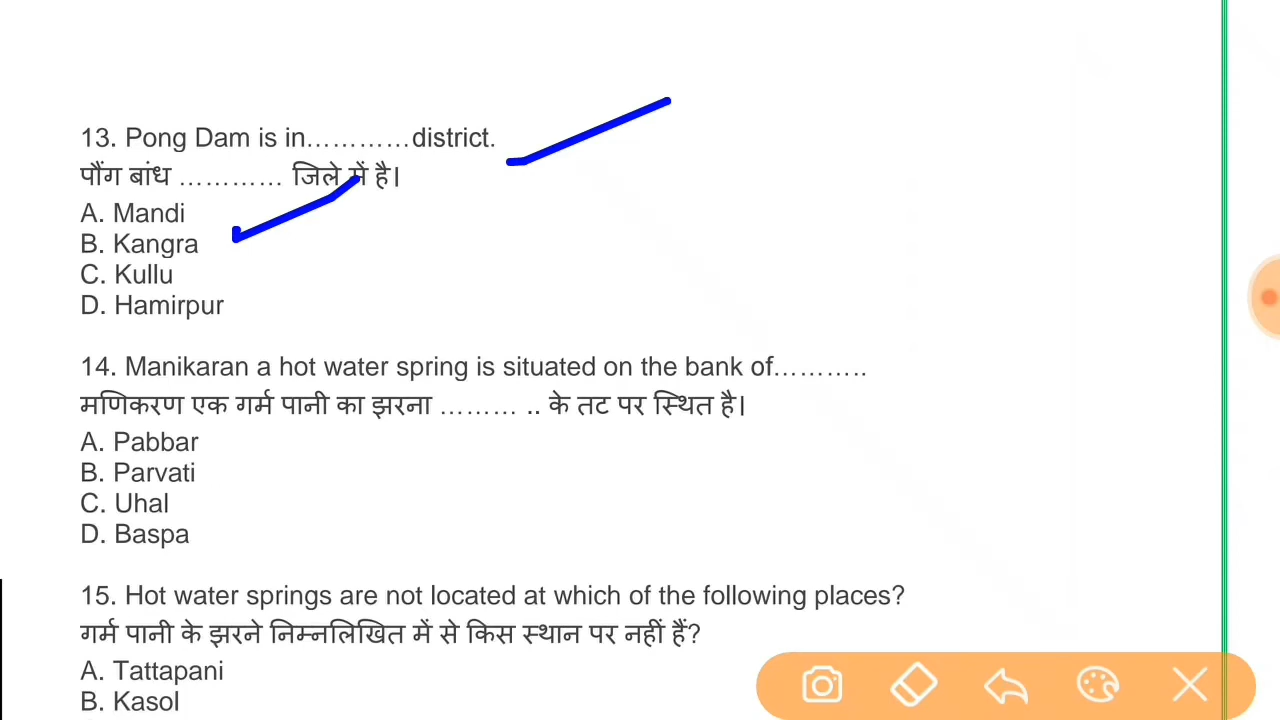 13. Pong Dam is in…………district.
पौंग बांध ………… जिले में है।
A. Mandi
B. Kangra
C. Kullu
D. Hamirpur
14. Manikaran a hot water spring is situated on the bank of………..
मणिकरण एक गर्म पानी का झरना ……… .. के तट पर स्थित है।
A. Pabbar
B. Parvati
C. Uhal
D. Baspa
15. Hot water springs are not located at which of the following places?
गर्म पानी के झरने निम्नलिखित में से किस स्थान पर नहीं हैं?
A. Tattapani
B. Kasol